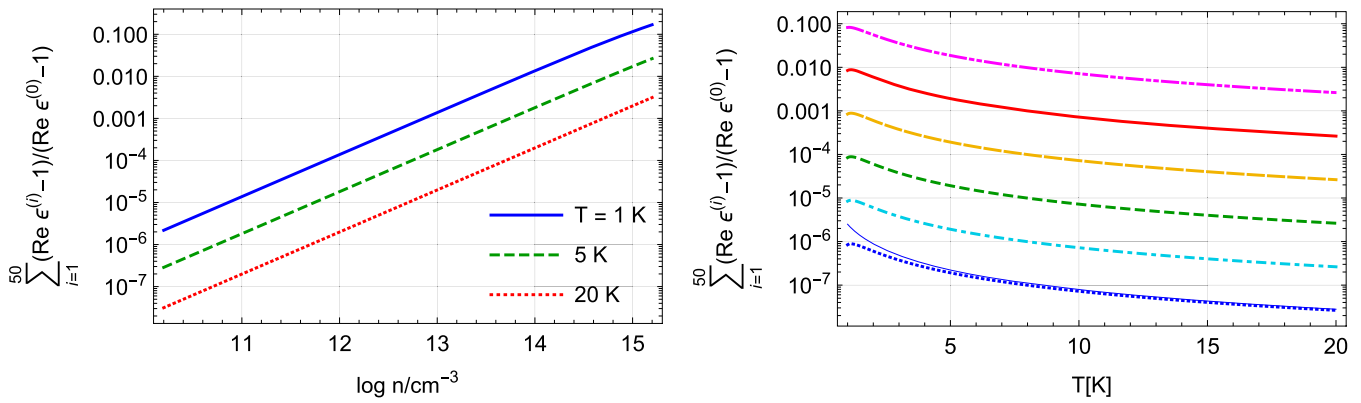 ∑_{i=1}^{50}(Re ϵ^{(i)}−1)/(Re ϵ^{(0)}−1)
0.100
0.010
0.001
10^{−4}
10^{−5}
10^{−6}
10^{−7}
T = 1 K
5 K
20 K
11 12 13 14 15
log n/cm^{−3}
∑_{i=1}^{50}(Re ϵ^{(i)}−1)/(Re ϵ^{(0)}−1)
0.100
0.010
0.001
10^{−4}
10^{−5}
10^{−6}
10^{−7}
5 10 15 20
T[K]